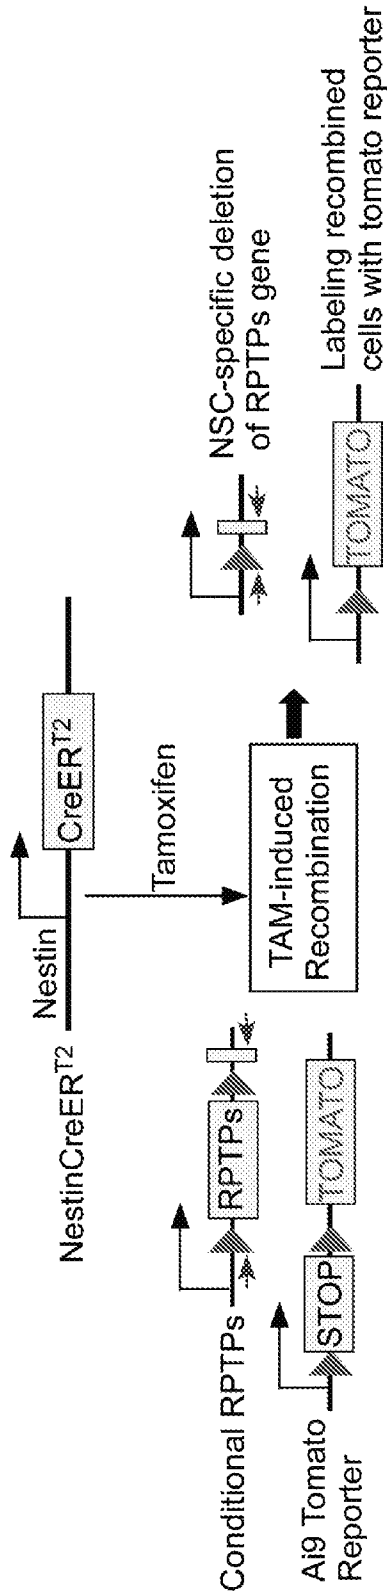 NestinCreER^T2
Nestin
CreER^T2
Tamoxifen
Conditional RPTPs
RPTPs
Ai9 Tomato
Reporter
STOP
TOMATO
TAM-induced
Recombination
NSC-specific deletion
of RPTPs gene
TOMATO
Labeling recombined
cells with tomato reporter